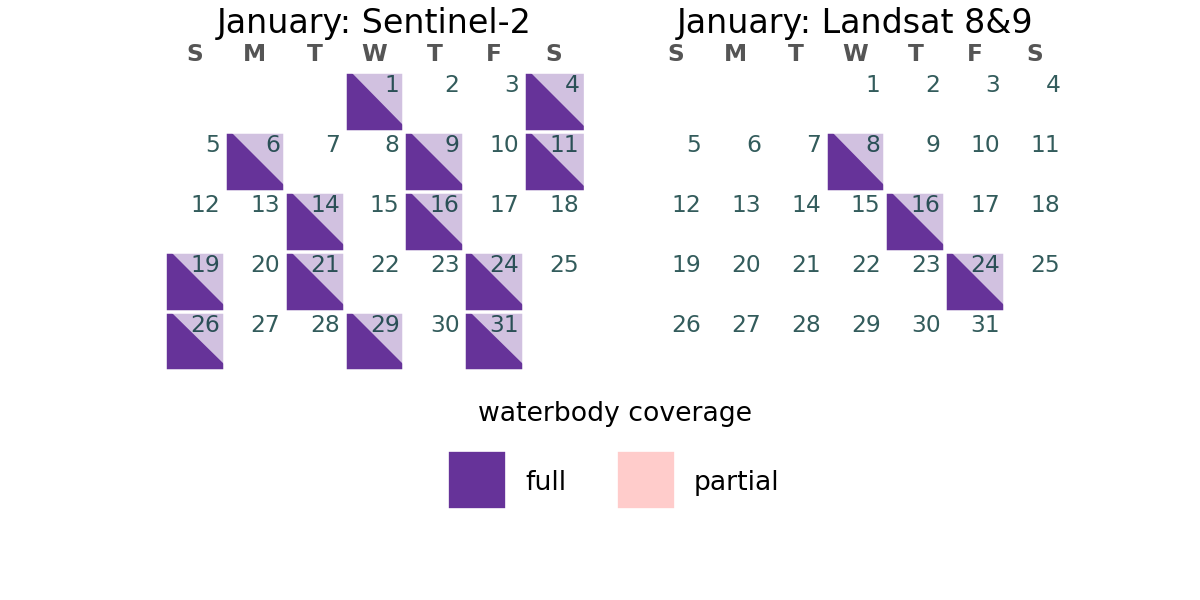 January: Sentinel-2
S M T W T F S
1 2 3 4
5 6 7 8 9 10 11
12 13 14 15 16 17 18
19 20 21 22 23 24 25
26 27 28 29 30 31
January: Landsat 8&9
S M T W T F S
1 2 3 4
5 6 7 8 9 10 11
12 13 14 15 16 17 18
19 20 21 22 23 24 25
26 27 28 29 30 31
waterbody coverage
full partial